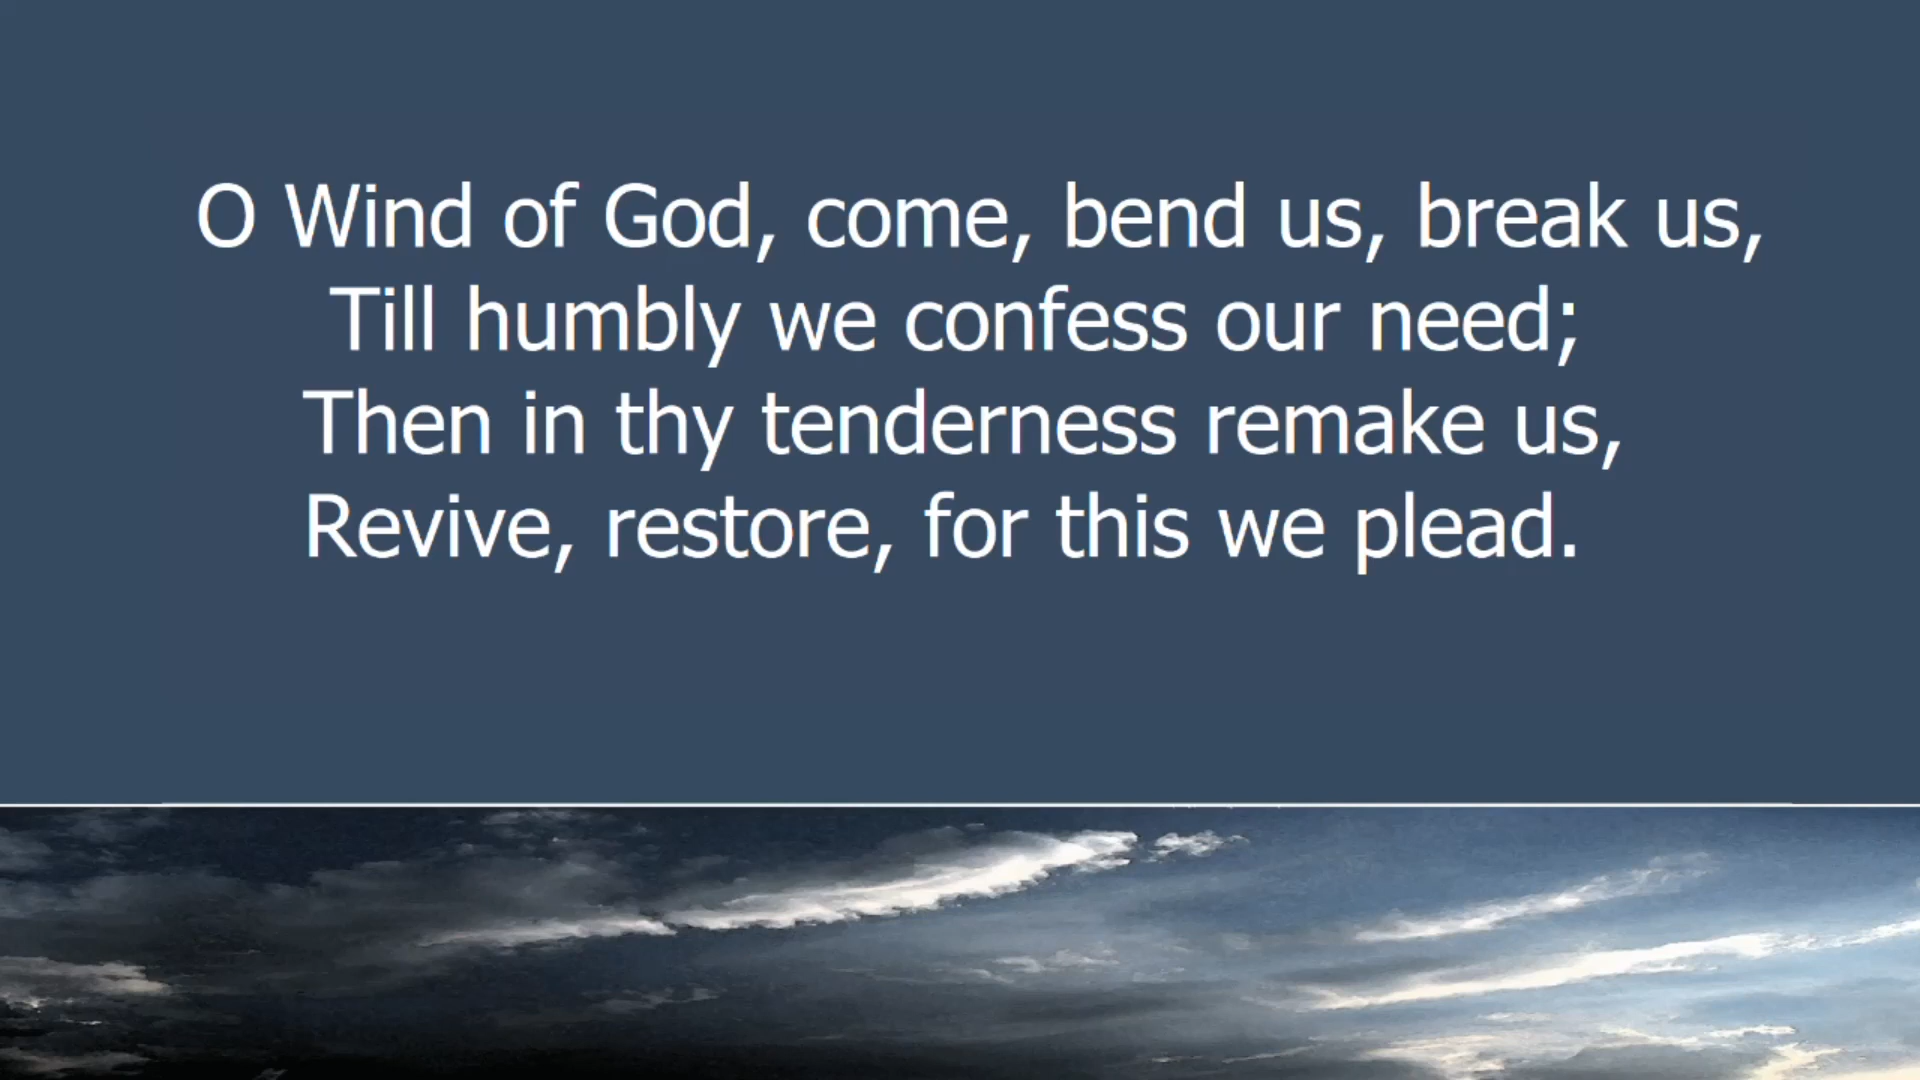 O Wind of God, come, bend us, break us,
Till humbly we confess our need;
Then in thy tenderness remake us,
Revive, restore, for this we plead.